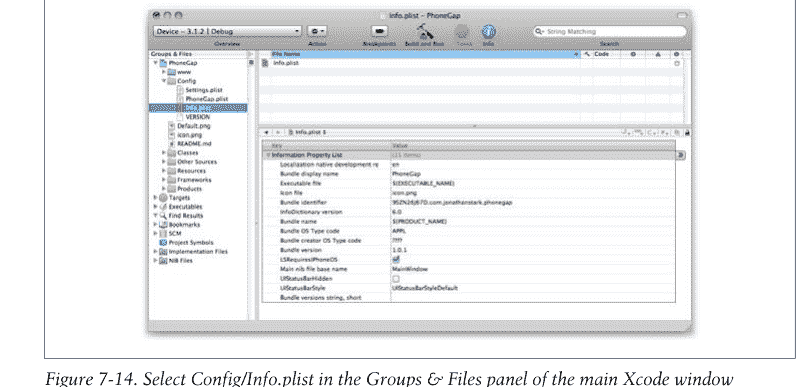 Info.plist – PhoneGap
Device – 3.1.2 | Debug
String Matching
Overview
Action
Breakpoints
Build and Run
Tasks
Info
Search
Groups & Files
PhoneGap
www
Config
Settings.plist
PhoneGap.plist
Info.plist
VERSION
Default.png
icon.png
README.md
Classes
Other Sources
Resources
Frameworks
Products
Targets
Executables
Find Results
Bookmarks
SCM
Project Symbols
Implementation Files
NIB Files
File Name
Code
Info.plist
Info.plist
Key Value
Information Property List (15 items)
Localization native development re en
Bundle display name PhoneGap
Executable file ${EXECUTABLE_NAME}
Icon file icon.png
Bundle identifier
InfoDictionary version 6.0
Bundle name ${PRODUCT_NAME}
Bundle OS Type code APPL
Bundle creator OS Type code ????
Bundle version 1.0.1
LSRequiresIPhoneOS
Main nib file base name MainWindow
UIStatusBarHidden
UIStatusBarStyle UIStatusBarStyleDefault
Bundle versions string, short
Figure 7-14. Select Config/Info.plist in the Groups & Files panel of the main Xcode window